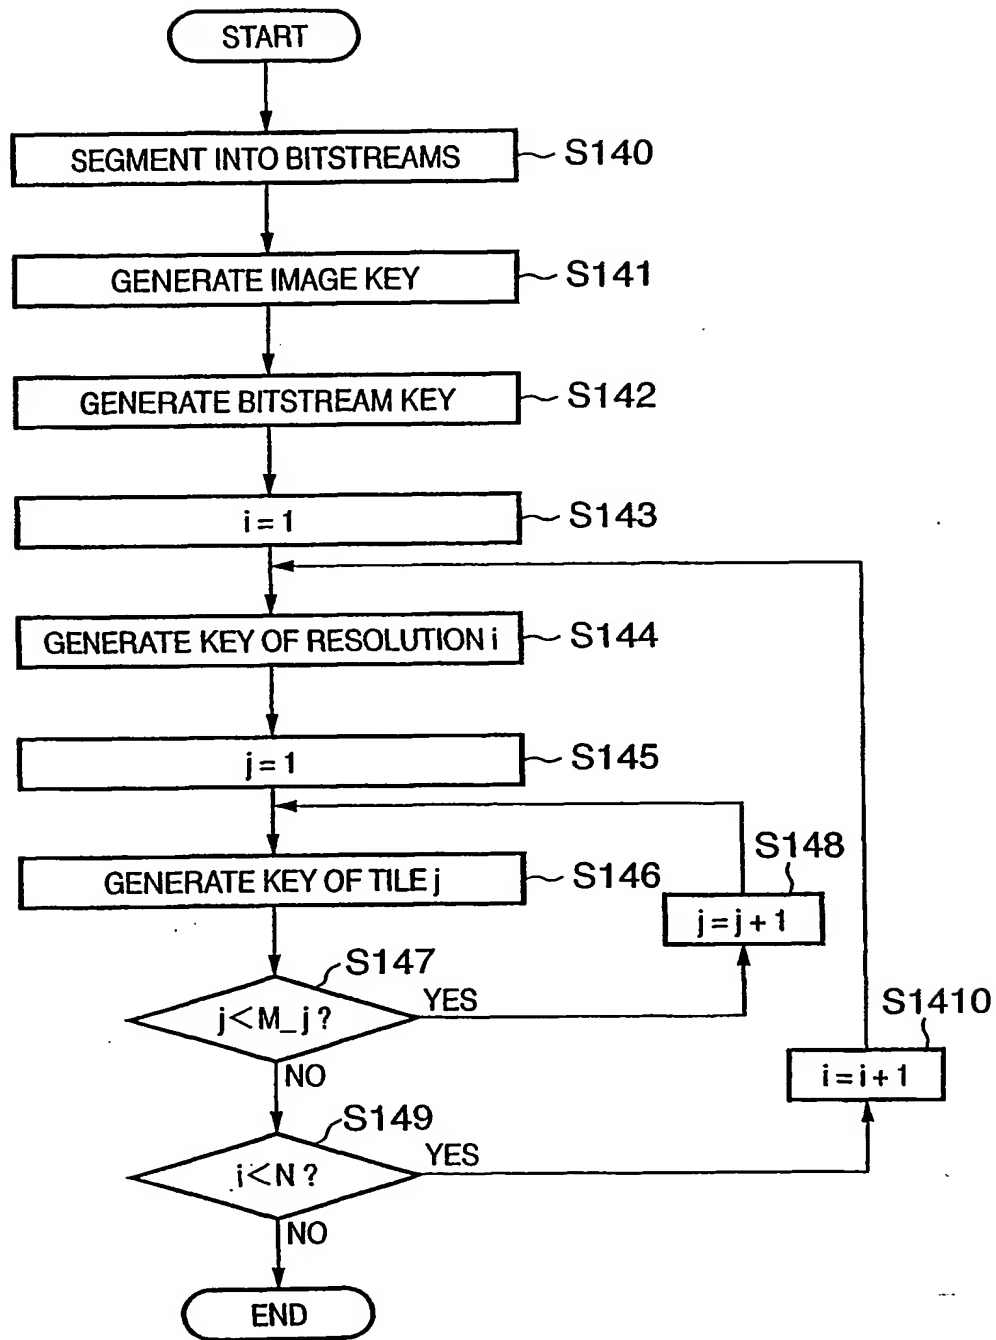 START
SEGMENT INTO BITSTREAMS
S140
GENERATE IMAGE KEY
S141
GENERATE BITSTREAM KEY
S142
i = 1
S143
GENERATE KEY OF RESOLUTION i
S144
j = 1
S145
GENERATE KEY OF TILE j
S146
S148
j = j + 1
S147
j < M_ j ?
YES
NO
S1410
i = i + 1
S149
i < N ?
YES
NO
END